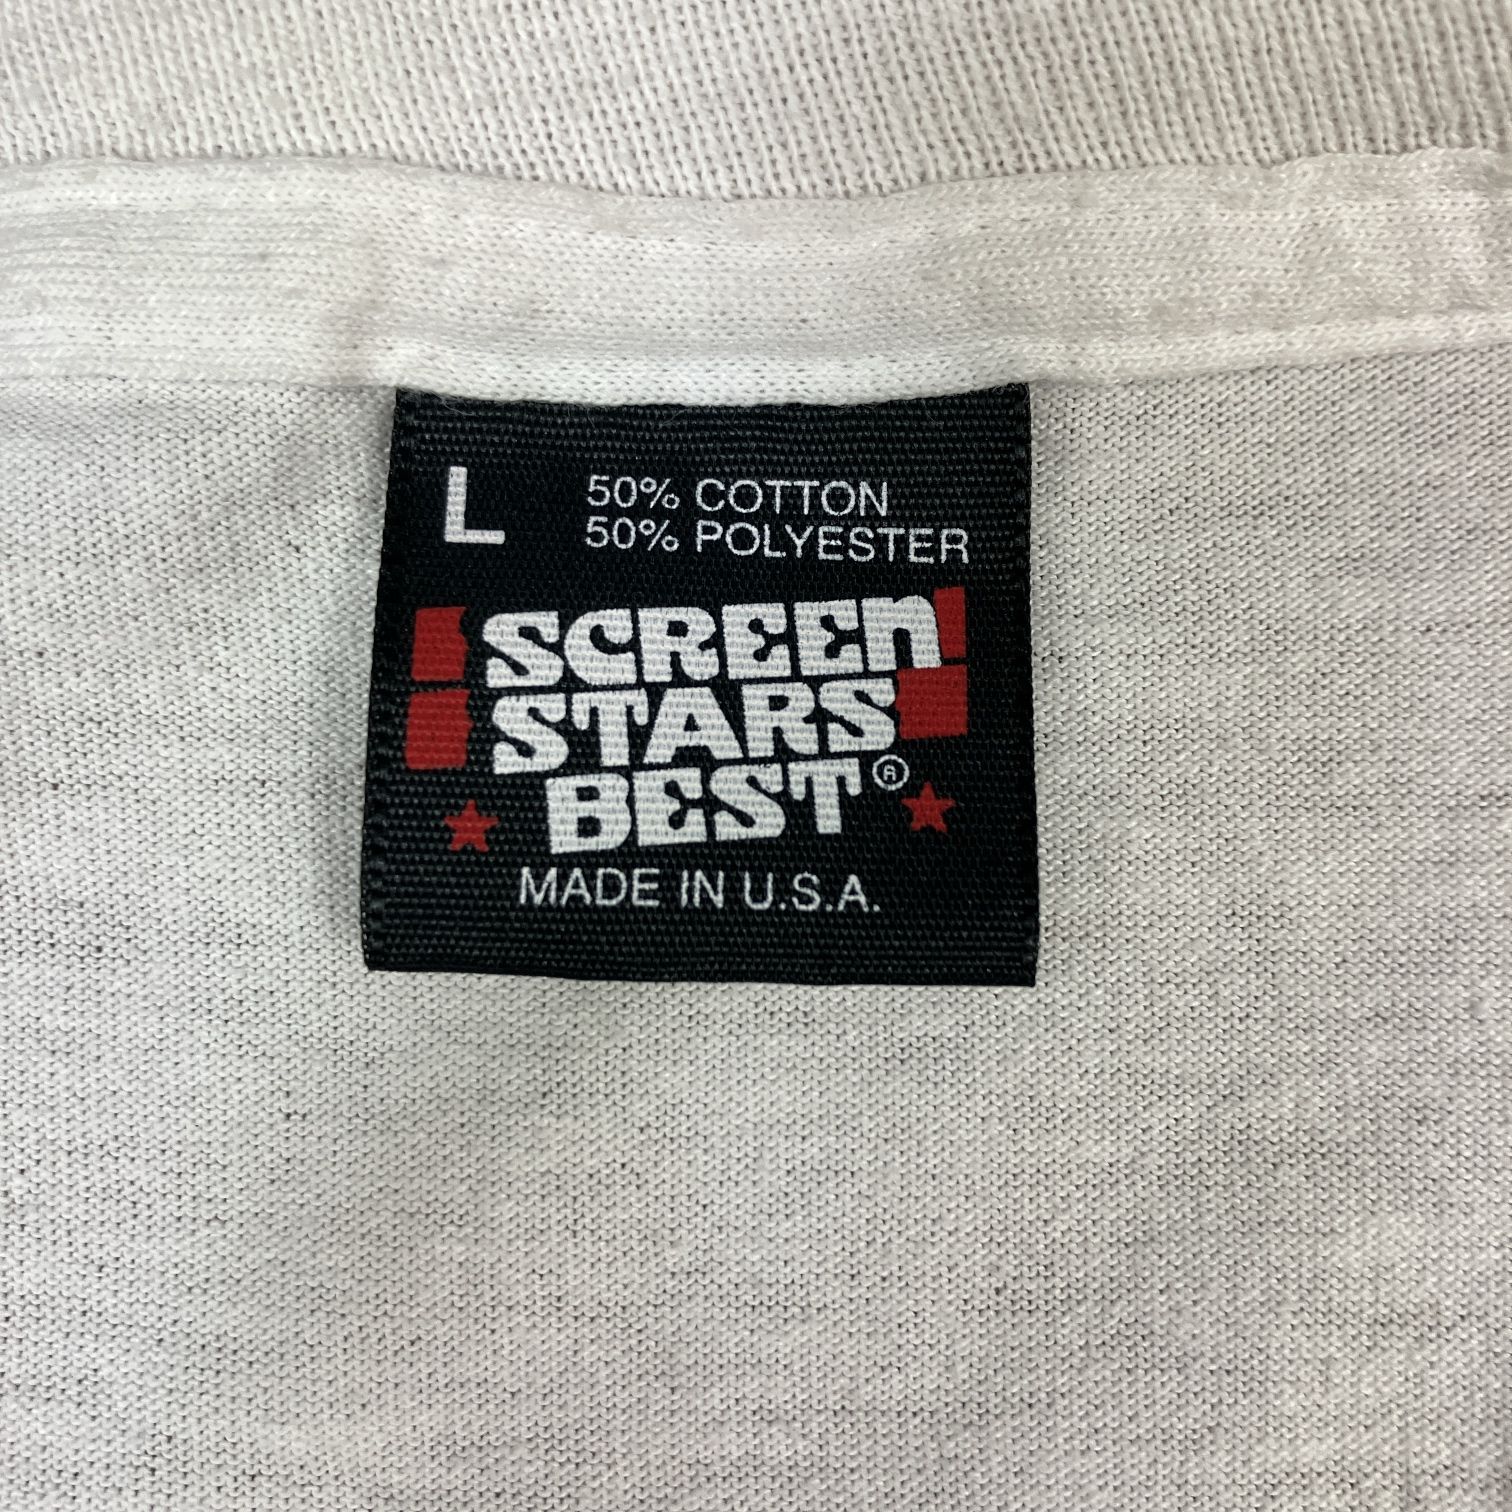 L
50% COTTON
50% POLYESTER
SCREEn
STARS
BEST®
MADE IN U.S.A.